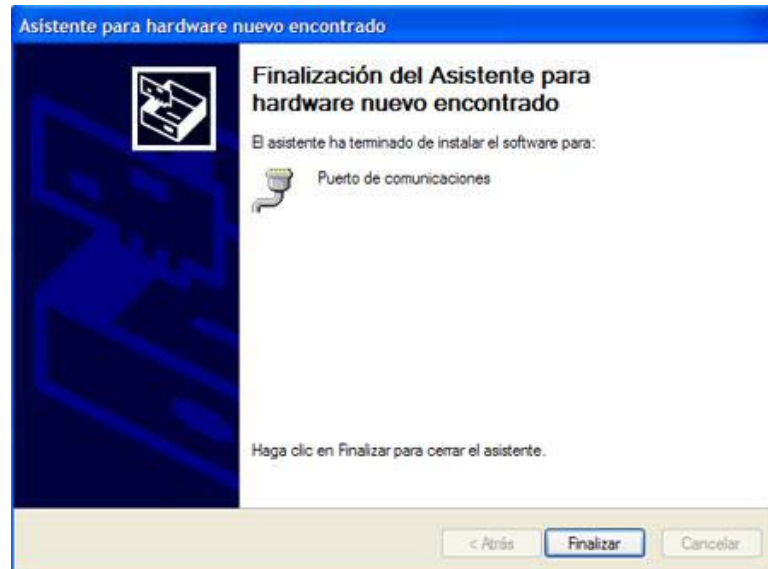 Asistente para hardware nuevo encontrado
Finalización del Asistente para
hardware nuevo encontrado
El asistente ha terminado de instalar el software para:
Puerto de comunicaciones
Haga clic en Finalizar para cerrar el asistente.
< Atrás
Finalizar
Cancelar